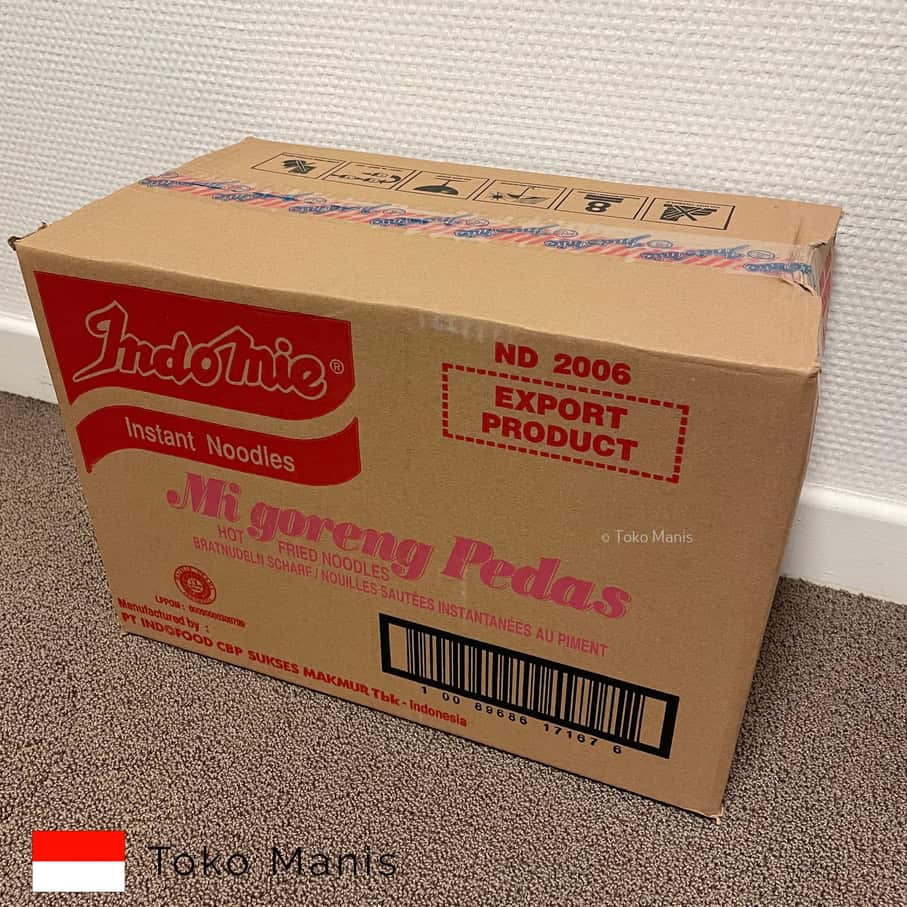 8
IndoMie®
Instant Noodles
ND 2006
EXPORT
PRODUCT
Mi goreng Pedas
HOT FRIED NOODLES
BRATNUDELN SCHARF / NOUILLES SAUTÉES INSTANTANÉES AU PIMENT
© Toko Manis
Manufactured by :
PT INDOFOOD CBP SUKSES MAKMUR Tbk - Indonesia
1 00 89686 17167 6
Toko Manis